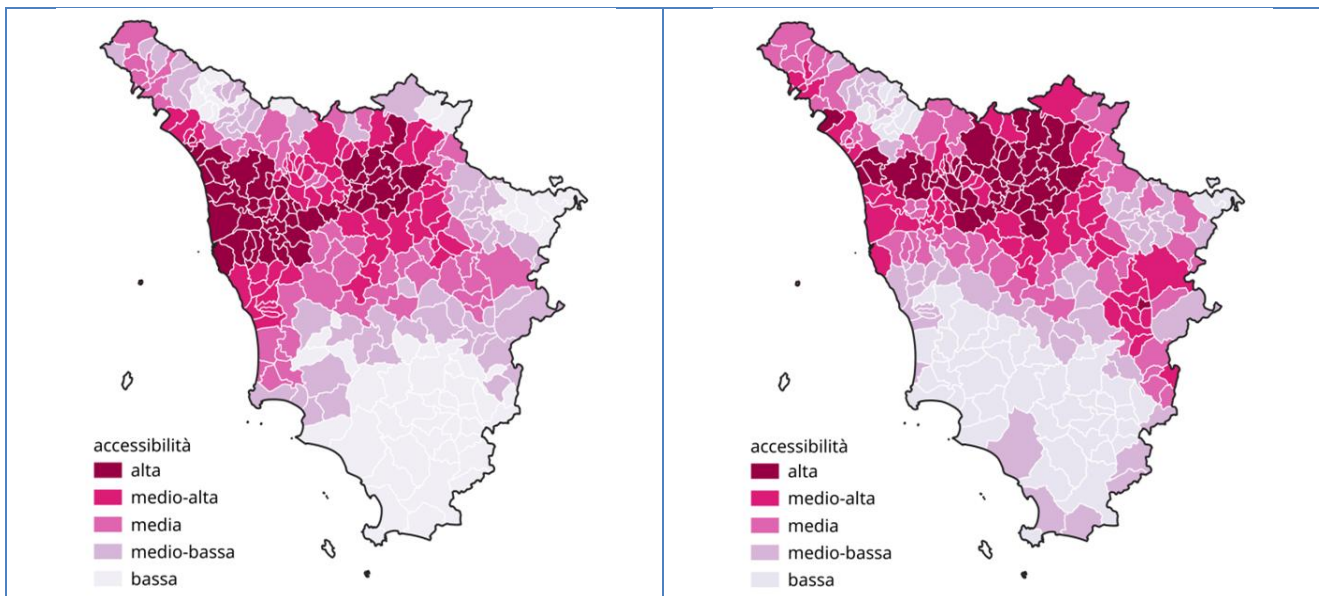 accessibilità
alta
medio-alta
media
medio-bassa
bassa
accessibilità
alta
medio-alta
media
medio-bassa
bassa